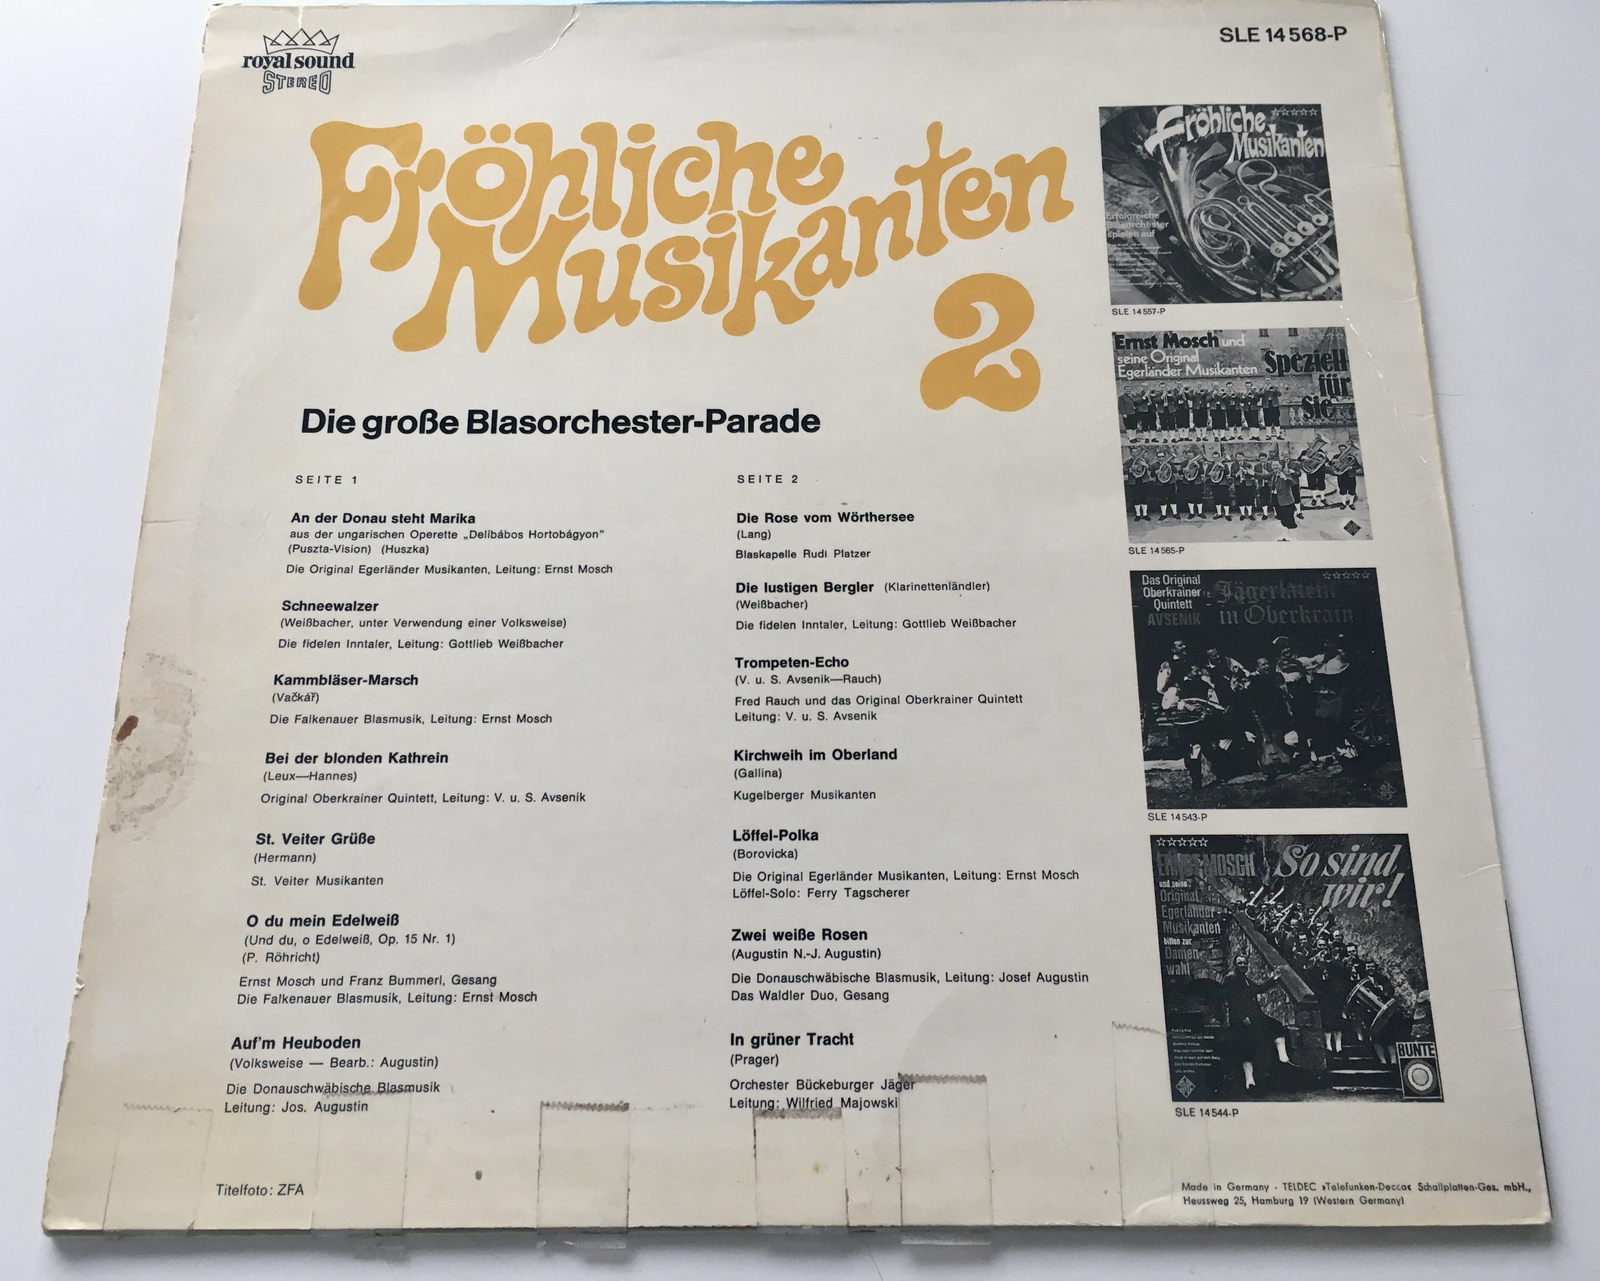 royal sound
STEREO
SLE 14 568-P
Fröhliche
Musikanten
2
Die große Blasorchester-Parade
SEITE 1
An der Donau steht Marika
aus der ungarischen Operette „Delibábos Hortobágyon"
(Puszta-Vision) (Huszka)
Die Original Egerländer Musikanten, Leitung: Ernst Mosch
Schneewalzer
(Weißbacher, unter Verwendung einer Volksweise)
Die fidelen Inntaler, Leitung: Gottlieb Weißbacher
Kammbläser-Marsch
(Vačkář)
Die Falkenauer Blasmusik, Leitung: Ernst Mosch
Bei der blonden Kathrein
(Leux—Hannes)
Original Oberkrainer Quintett, Leitung: V. u. S. Avsenik
St. Veiter Grüße
(Hermann)
St. Veiter Musikanten
O du mein Edelweiß
(Und du, o Edelweiß, Op. 15 Nr. 1)
(P. Röhricht)
Ernst Mosch und Franz Bummerl, Gesang
Die Falkenauer Blasmusik, Leitung: Ernst Mosch
Auf'm Heuboden
(Volksweise — Bearb.: Augustin)
Die Donauschwäbische Blasmusik
Leitung: Jos. Augustin
SEITE 2
Die Rose vom Wörthersee
(Lang)
Blaskapelle Rudi Platzer
Die lustigen Bergler (Klarinettenländler)
(Weißbacher)
Die fidelen Inntaler, Leitung: Gottlieb Weißbacher
Trompeten-Echo
(V. u. S. Avsenik—Rauch)
Fred Rauch und das Original Oberkrainer Quintett
Leitung: V. u. S. Avsenik
Kirchweih im Oberland
(Gallina)
Kugelberger Musikanten
Löffel-Polka
(Borovicka)
Die Original Egerländer Musikanten, Leitung: Ernst Mosch
Löffel-Solo: Ferry Tagscherer
Zwei weiße Rosen
(Augustin N.-J. Augustin)
Die Donauschwäbische Blasmusik, Leitung: Josef Augustin
Das Waldler Duo, Gesang
In grüner Tracht
(Prager)
Orchester Bückeburger Jäger
Leitung: Wilfried Majowski
Fröhliche
Musikanten
Erfolgreiche
Blasorchester
spielen auf
SLE 14 557-P
Ernst Mosch und
seine Original
Egerländer Musikanten
Speziell
für
Sie
SLE 14 565-P
Das Original
Oberkrainer
Quintett
AVSENIK
Jägerlatein
in Oberkrain
SLE 14 543-P
ERNST MOSCH
und seine
Original
Egerländer
Musikanten
bitten zur
Damen-
wahl
So sind
wir!
BUNTE
SLE 14 544-P
Titelfoto: ZFA
Made in Germany · TELDEC »Telefunken-Decca« Schallplatten-Ges. mbH.,
Heussweg 25, Hamburg 19 (Western Germany)